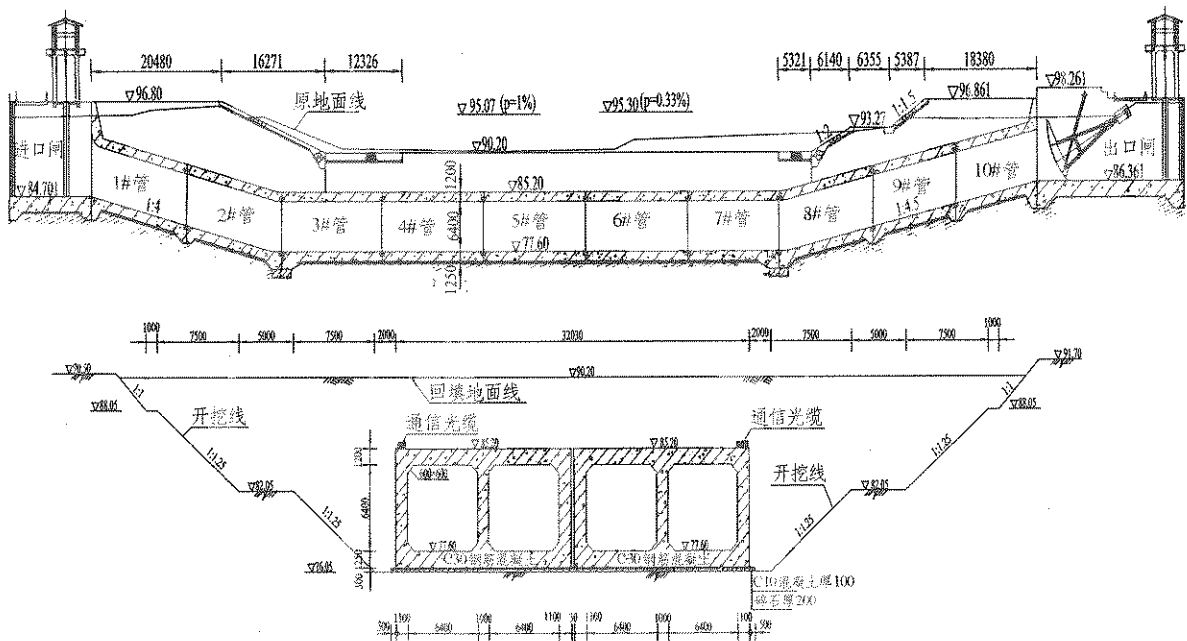 20480 16271 12326 5321 6140 6355 5387 18380
▽96.80 ▽96.861 ▽98.261
原地面线 ▽95.07 (p=1%) ▽95.30 (p=0.33%) ▽93.27 1:1.5
1:2
▽90.20
进口闸 出口闸
▽84.701 ▽86.361
1200 ▽85.20
1#管 2#管 3#管 4#管 5#管 6#管 7#管 8#管 9#管 10#管
1:4 6400 1:4.5
▽77.60
1250
1000 7500 5000 7500 2000 32030 2000 7500 5000 7500 1000
▽90.50 ▽90.20 ▽91.70
1:1 回填地面线 1:1
▽88.05 ▽88.05
开挖线 通信光缆 通信光缆
▽85.20 ▽85.20
1:1.25 1200 600×600 开挖线 1:1.25
▽82.05 6400 ▽82.05
1:1.25 ▽77.60 ▽77.60 1:1.25
C30钢筋混凝土 C30钢筋混凝土
1250
▽76.05 300
C10混凝土厚100
碎石厚200
500 1100 6400 1000 6400 1100 30 1100 6400 1000 6400 1100 500